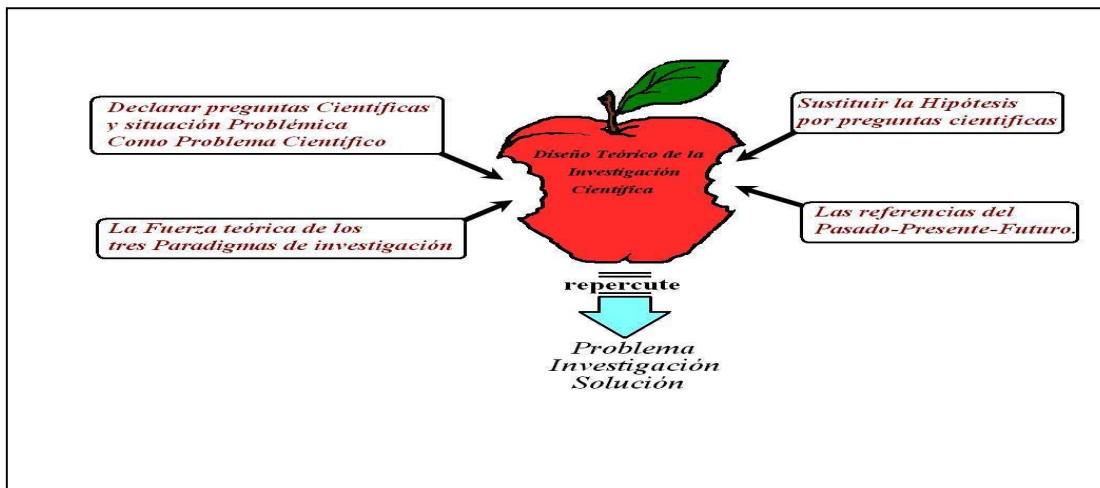 Declarar preguntas Científicas
y situación Problémica
Como Problema Científico
La Fuerza teórica de los
tres Paradigmas de investigación
Diseño Teórico de la
Investigación
Científica
Sustituir la Hipótesis
por preguntas cientificas
Las referencias del
Pasado-Presente-Futuro.
repercute
Problema
Investigación
Solución